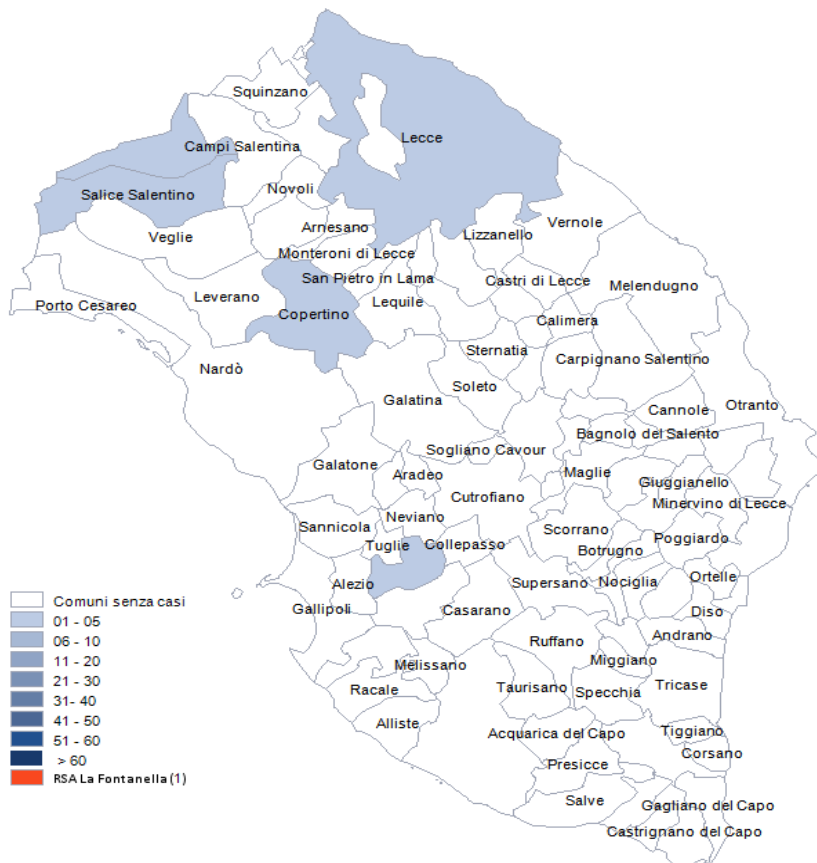 Squinzano
Lecce
Campi Salentina
Salice Salentino
Novoli
Vernole
Arnesano
Lizzanello
Veglie
Monteroni di Lecce
San Pietro in Lama
Castri di Lecce
Melendugno
Leverano
Porto Cesareo
Lequile
Copertino
Calimera
Sternatia
Carpignano Salentino
Nardò
Soleto
Galatina
Otranto
Cannole
Bagnolo del Salento
Sogliano Cavour
Galatone
Aradeo
Maglie
Giuggianello
Cutrofiano
Minervino di Lecce
Neviano
Sannicola
Scorrano
Poggiardo
Tuglie
Collepasso
Botrugno
Ortelle
Alezio
Supersano
Nociglia
Gallipoli
Casarano
Diso
Andrano
Ruffano
Miggiano
Melissano
Tricase
Racale
Taurisano
Specchia
Alliste
Tiggiano
Acquarica del Capo
Corsano
Presicce
Salve
Gagliano del Capo
Castrignano del Capo
Comuni senza casi
01 - 05
06 - 10
11 - 20
21 - 30
31- 40
41 - 50
51 - 60
> 60
RSA La Fontanella (1)